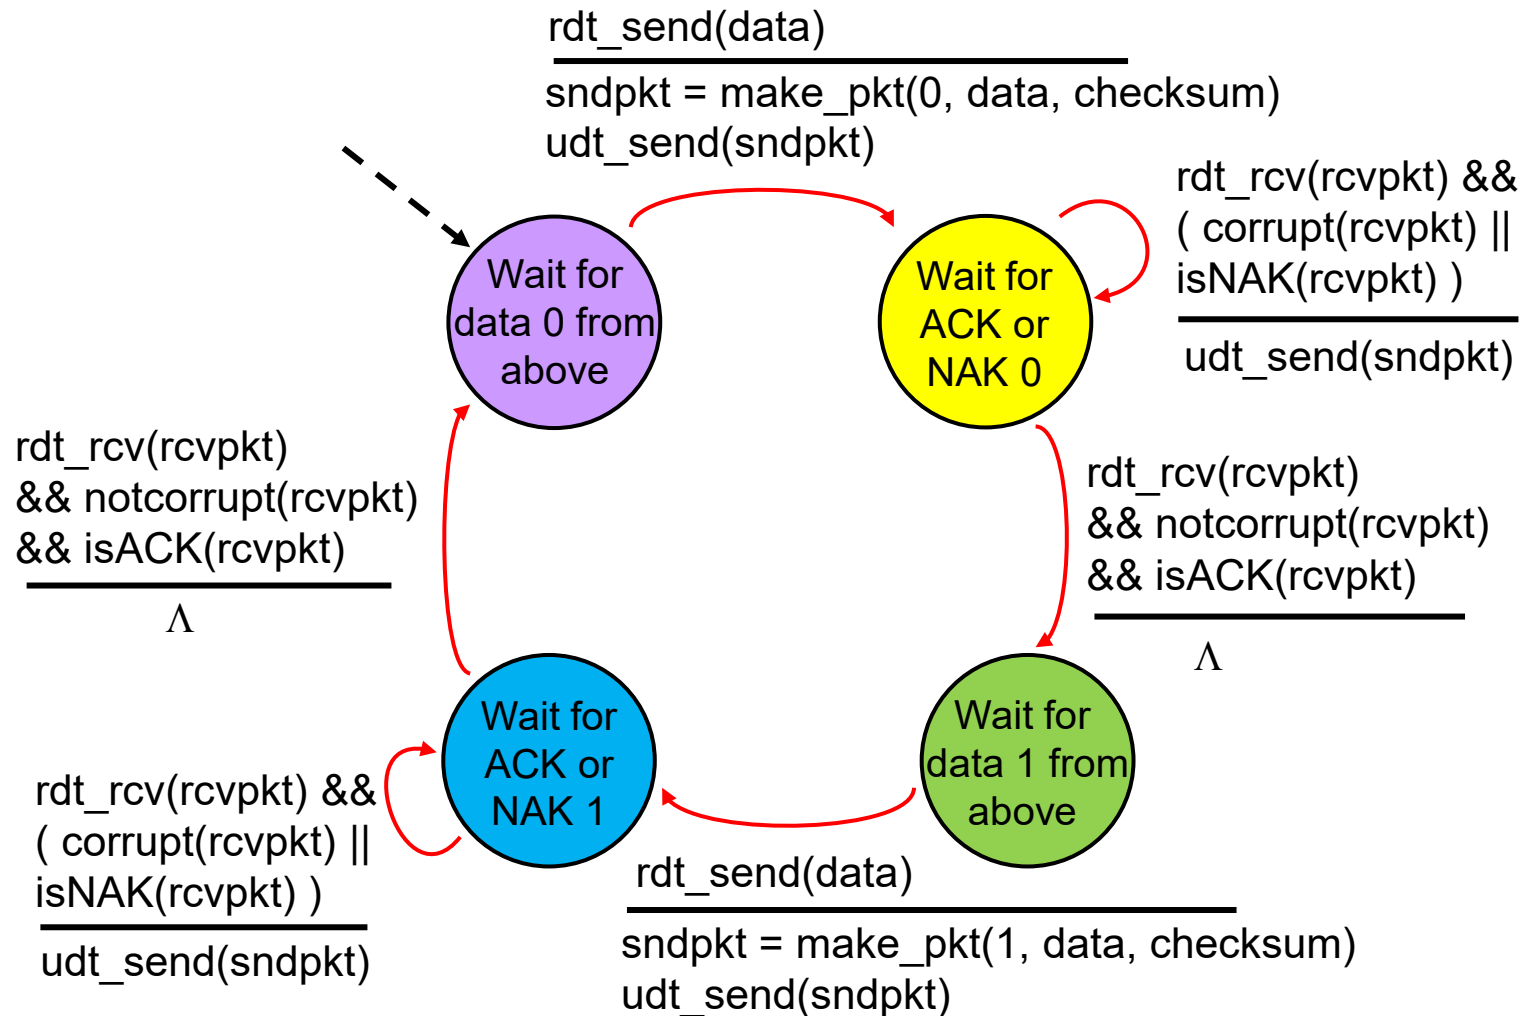 rdt_send(data)
sndpkt = make_pkt(0, data, checksum)
udt_send(sndpkt)
rdt_rcv(rcvpkt) &&
( corrupt(rcvpkt) ||
isNAK(rcvpkt) )
udt_send(sndpkt)
Wait for
data 0 from
above
Wait for
ACK or
NAK 0
rdt_rcv(rcvpkt)
&& notcorrupt(rcvpkt)
&& isACK(rcvpkt)
Λ
rdt_rcv(rcvpkt)
&& notcorrupt(rcvpkt)
&& isACK(rcvpkt)
Λ
Wait for
ACK or
NAK 1
Wait for
data 1 from
above
rdt_rcv(rcvpkt) &&
( corrupt(rcvpkt) ||
isNAK(rcvpkt) )
udt_send(sndpkt)
rdt_send(data)
sndpkt = make_pkt(1, data, checksum)
udt_send(sndpkt)